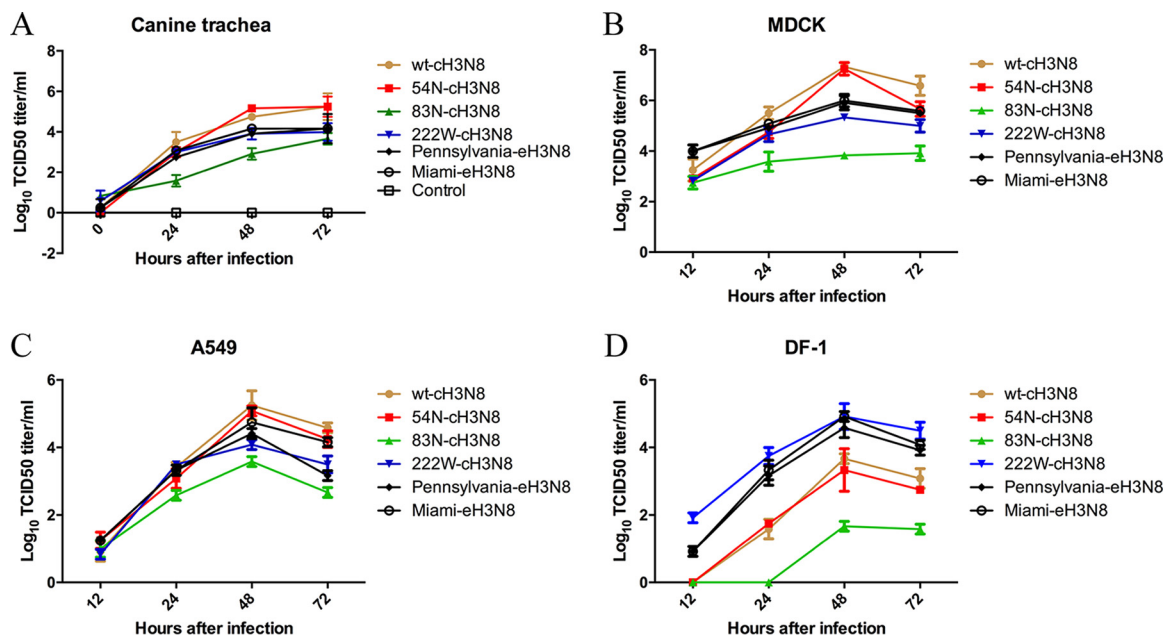 A
Canine trachea
Log10 TCID50 titer/ml
8
6
4
2
0
-2
0
24
48
72
Hours after infection
wt-cH3N8
54N-cH3N8
83N-cH3N8
222W-cH3N8
Pennsylvania-eH3N8
Miami-eH3N8
Control
B
MDCK
Log10 TCID50 titer/ml
8
6
4
2
0
12
24
48
72
Hours after infection
wt-cH3N8
54N-cH3N8
83N-cH3N8
222W-cH3N8
Pennsylvania-eH3N8
Miami-eH3N8
C
A549
Log10 TCID50 titer/ml
6
4
2
0
12
24
48
72
Hours after infection
wt-cH3N8
54N-cH3N8
83N-cH3N8
222W-cH3N8
Pennsylvania-eH3N8
Miami-eH3N8
D
DF-1
Log10 TCID50 titer/ml
6
4
2
0
12
24
48
72
Hours after infection
wt-cH3N8
54N-cH3N8
83N-cH3N8
222W-cH3N8
Pennsylvania-eH3N8
Miami-eH3N8